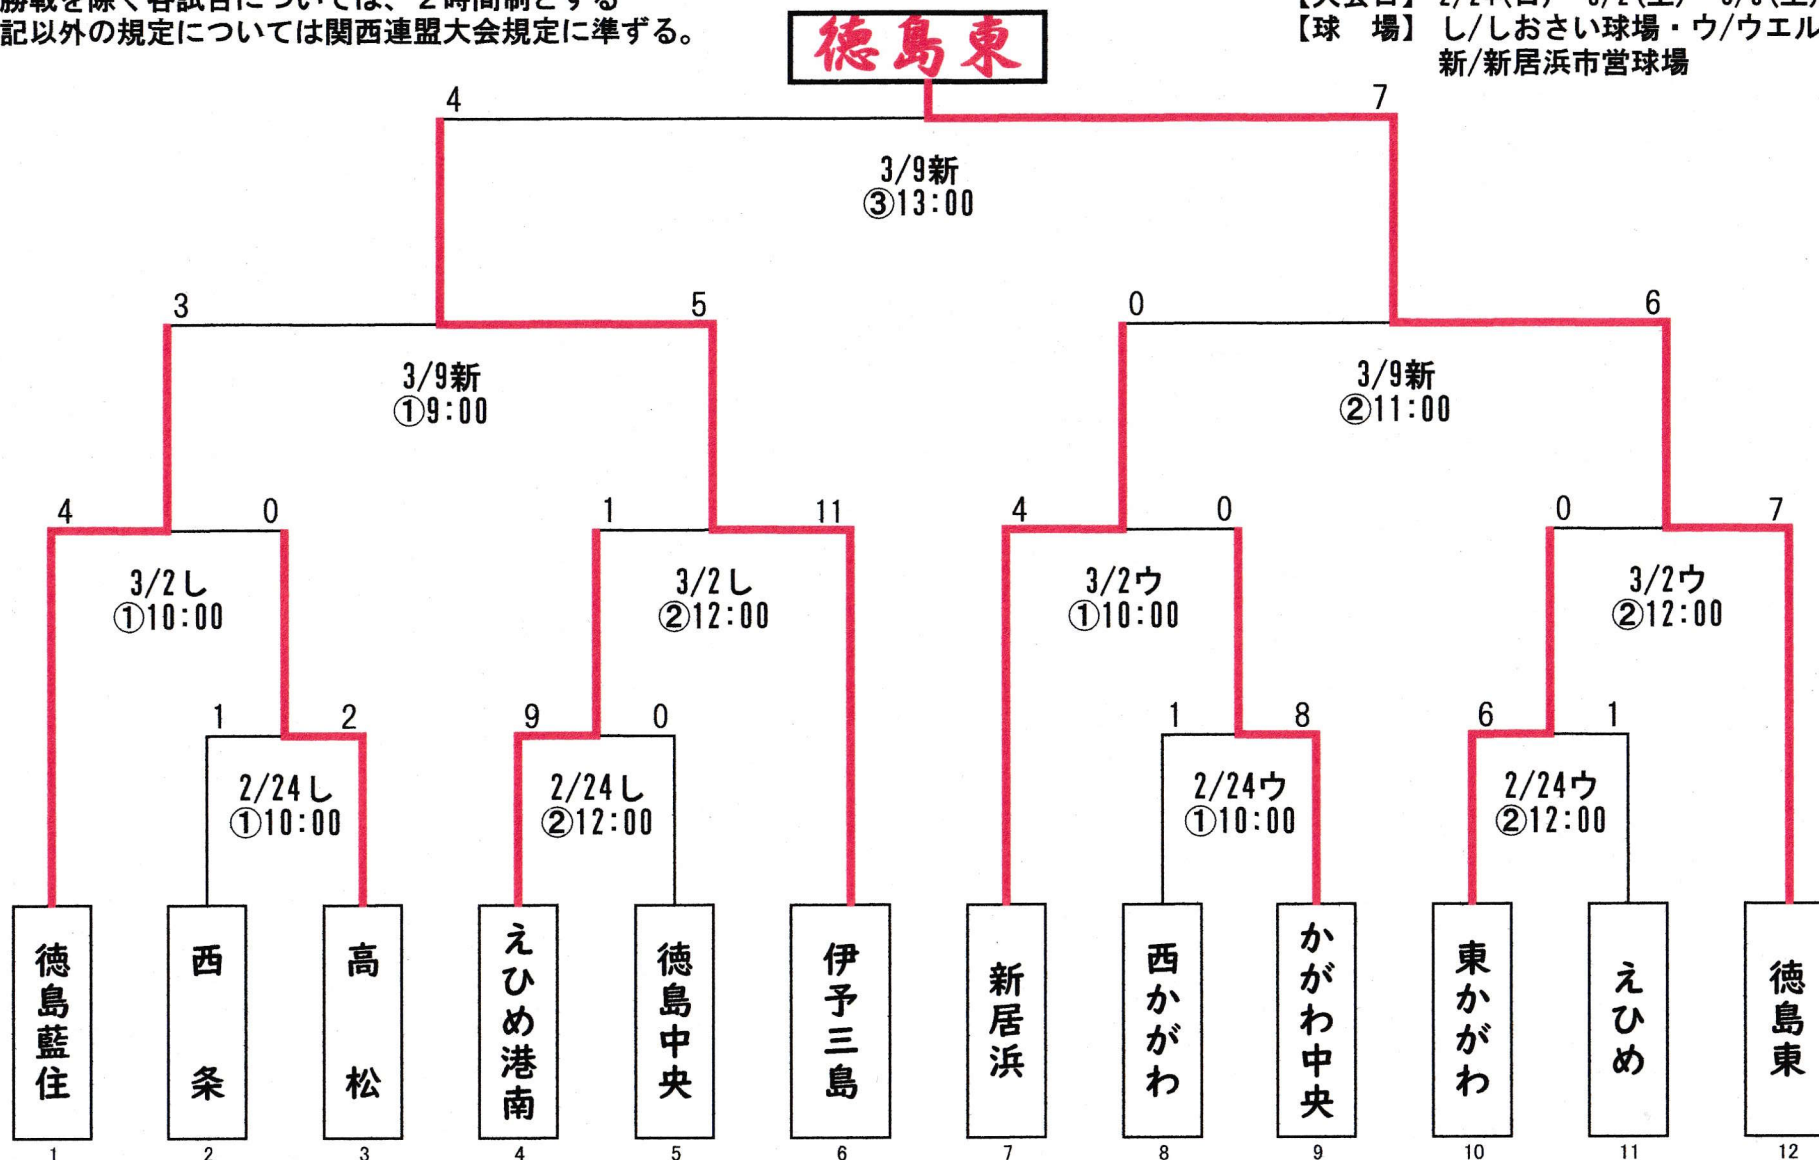 記以外の規定については関西連盟大会規定に準ずる。
【球　場】 し/しおさい球場・ウ/ウエル
新/新居浜市営球場
徳島東
4 7
3/9新
③13:00
3 5 0 6
3/9新 3/9新
①9:00 ②11:00
4 0 1 11 4 0 0 7
3/2し 3/2し 3/2ウ 3/2ウ
①10:00 ②12:00 ①10:00 ②12:00
1 2 9 0 1 8 6 1
2/24し 2/24し 2/24ウ 2/24ウ
①10:00 ②12:00 ①10:00 ②12:00
徳島藍住
西条
高松
えひめ港南
徳島中央
伊予三島
新居浜
西かがわ
かがわ中央
東かがわ
えひめ
徳島東
1 2 3 4 5 6 7 8 9 10 11 12